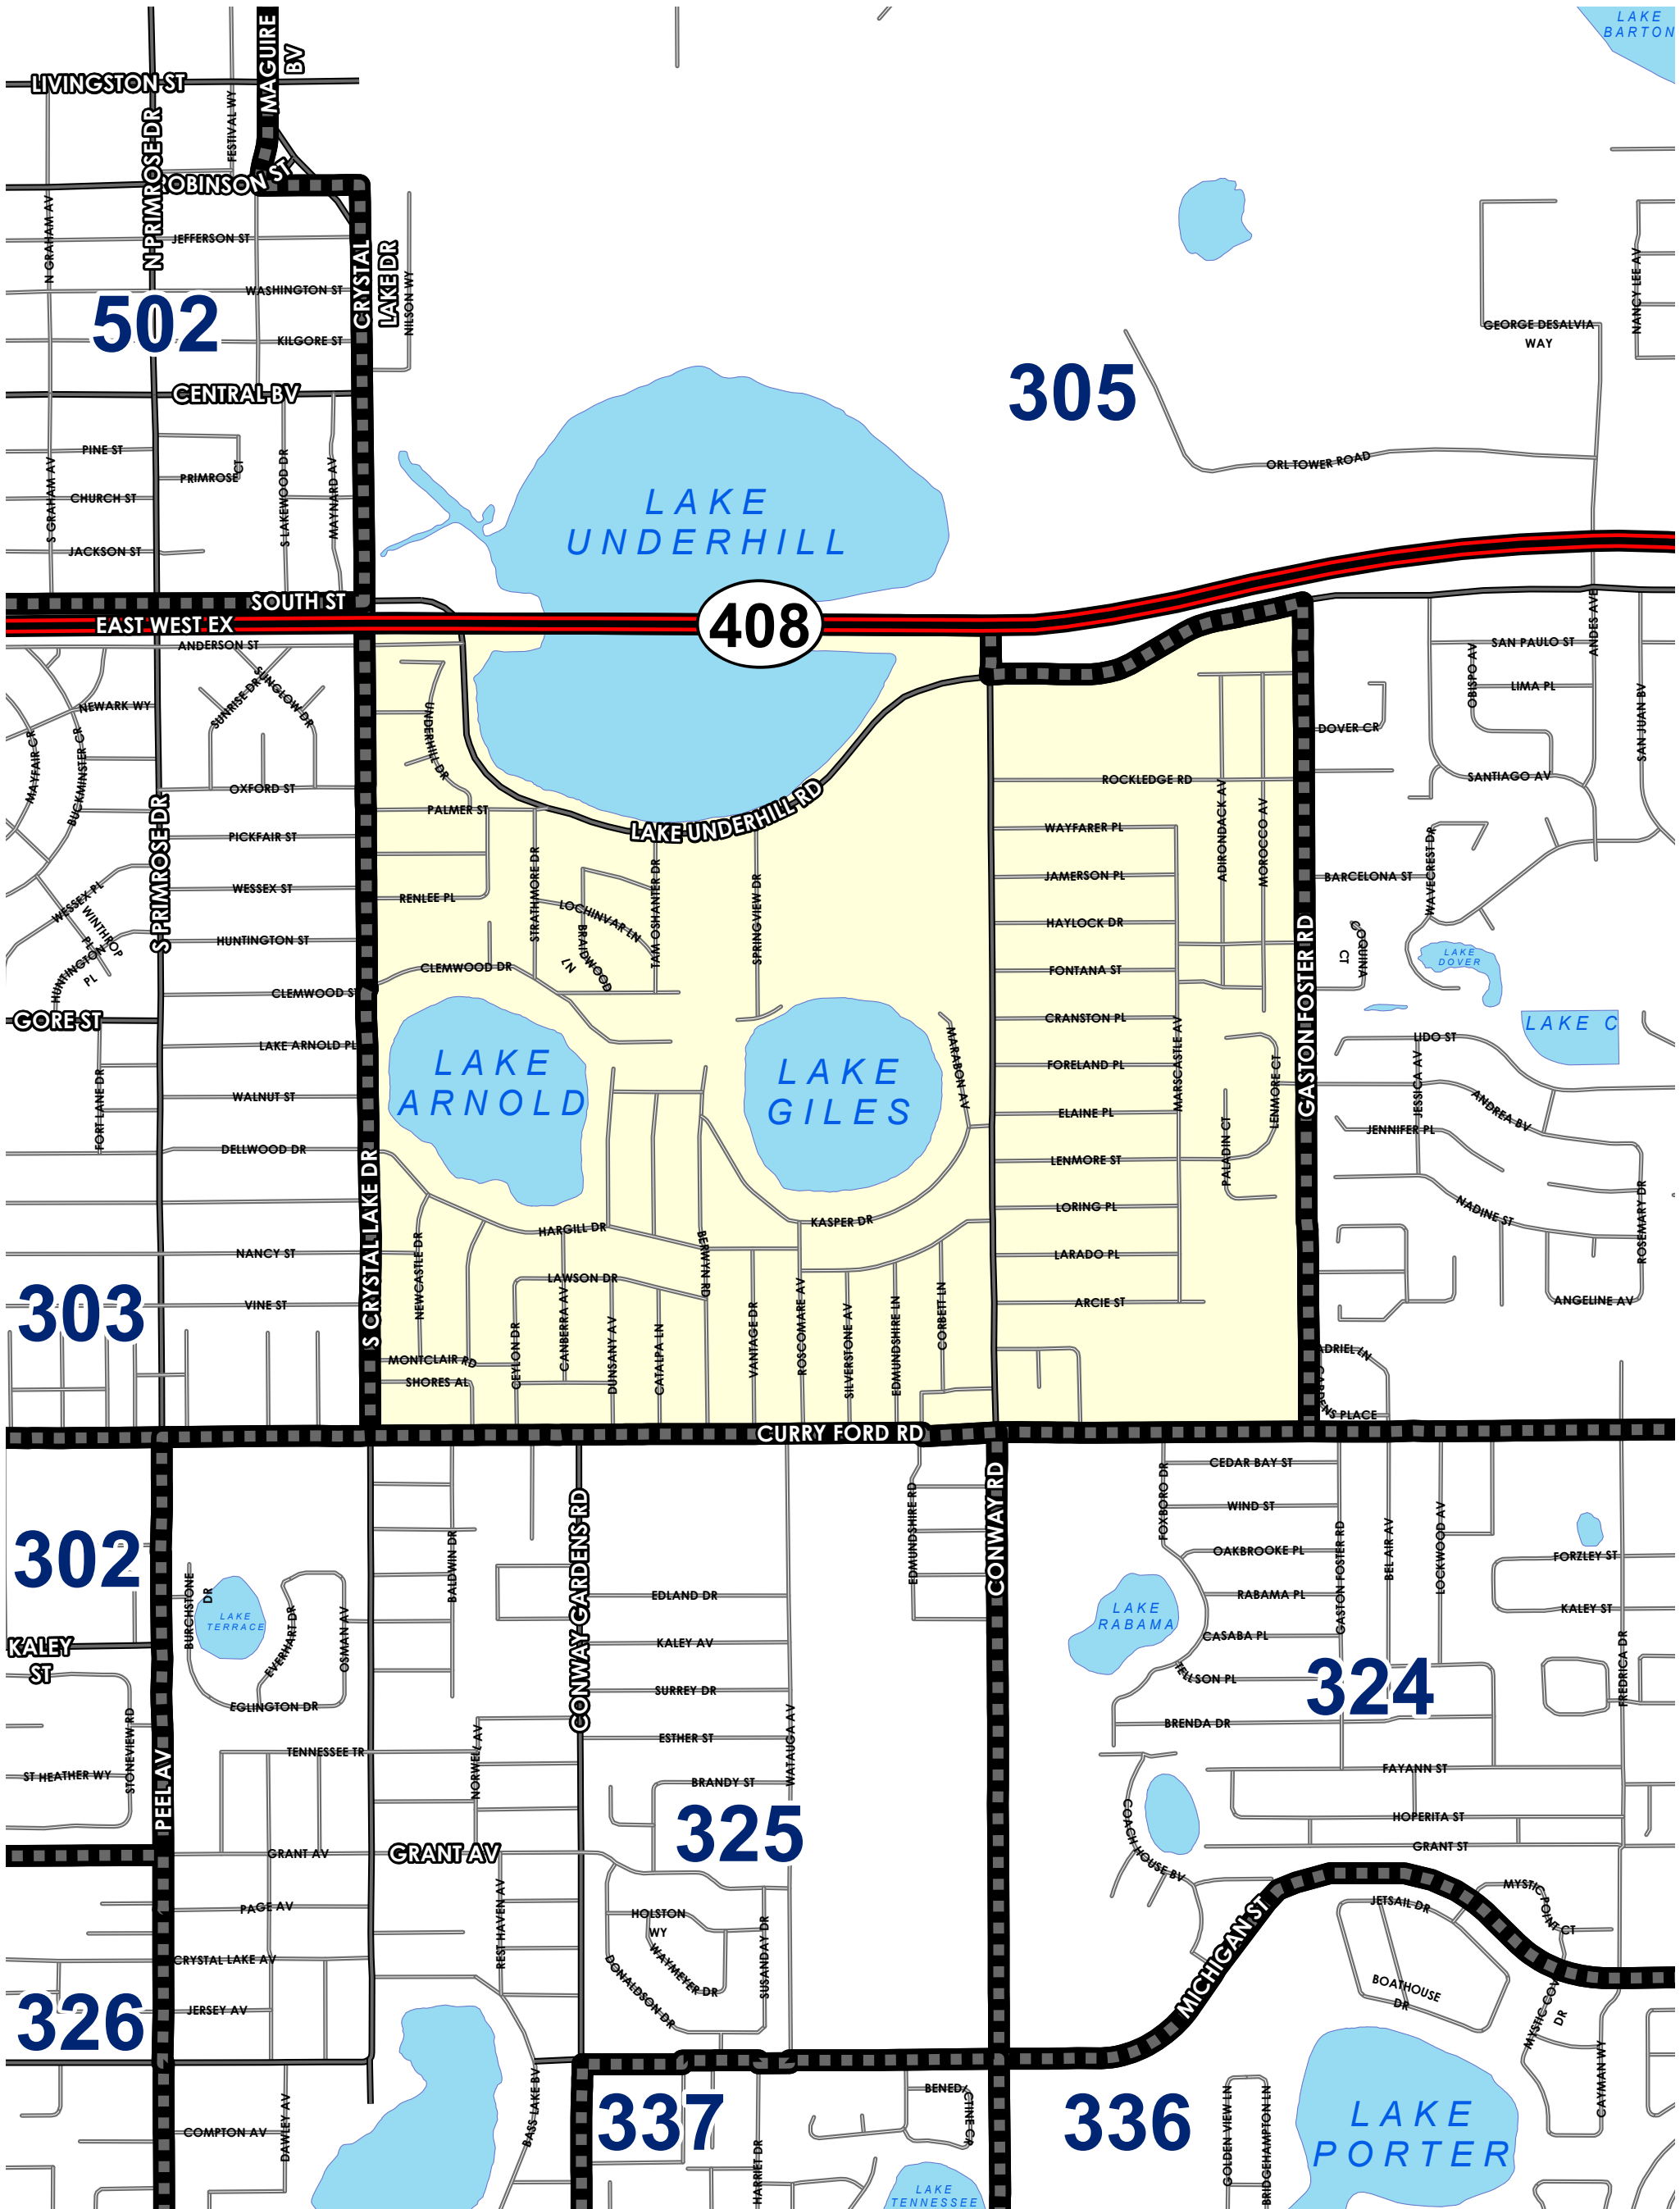 MAGUIRE
BV
LAKE
BARTON
LIVINGSTON ST
N PRIMROSE DR
FESTIVAL WY
ROBINSON ST
N GRAHAM AV
JEFFERSON ST
CRYSTAL
LAKE DR
NILSON WY
WASHINGTON ST
502
KILGORE ST
GEORGE DESALVIA
WAY
NANCY LEE AV
305
CENTRAL BV
PINE ST
PRIMROSE
CT
S GRAHAM AV
CHURCH ST
S LAKEWOOD DR
MAYNARD AV
JACKSON ST
ORL TOWER ROAD
LAKE
UNDERHILL
SOUTH ST
EAST WEST EX
408
ANDERSON ST
ANDES AVE
SAN PAULO ST
OBISPO AV
LIMA PL
SAN JUAN BV
SUNRISE DR
SUNGLOW DR
NEWARK WY
MAYFAIR CR
BUCKMINSTER CR
UNDERHILL DR
DOVER CR
SANTIAGO AV
OXFORD ST
ROCKLEDGE RD
ADIRONDACK AV
MOROCCO AV
PALMER ST
LAKE UNDERHILL RD
S PRIMROSE DR
PICKFAIR ST
WAYFARER PL
WAVECREST DR
WESSEX ST
WESSEX PL
WINTHROP
PL
RENLEE PL
STRATHMORE DR
LOCHINVAR LN
BRAIDWOOD
LN
TAM OSHANTER DR
SPRINGVIEW DR
JAMERSON PL
BARCELONA ST
HAYLOCK DR
GASTON FOSTER RD
COQUINA
CT
HUNTINGTON ST
HUNTINGTON
PL
CLEMWOOD DR
FONTANA ST
LAKE
DOVER
CLEMWOOD ST
GORE ST
CRANSTON PL
LAKE C
LAKE ARNOLD PL
LAKE
ARNOLD
LAKE
GILES
MARABON AV
FORELAND PL
MARSCASTLE AV
LIDO ST
JESSICA AV
ANDREA BV
FORT LANE DR
WALNUT ST
ELAINE PL
LENMORE CT
JENNIFER PL
DELLWOOD DR
LENMORE ST
PALADIN CT
S CRYSTAL LAKE DR
LORING PL
NADINE ST
ROSEMARY DR
KASPER DR
HARGILL DR
NANCY ST
NEWCASTLE DR
BERWYN RD
LARADO PL
LAWSON DR
303
VINE ST
ARCIE ST
ANGELINE AV
CEYLON DR
CANBERRA AV
DUNSANY AV
CATALPA LN
VANTAGE DR
ROSCOMARE AV
SILVERSTONE AV
EDMUNDSHIRE LN
CORBETT LN
MONTCLAIR RD
SHORES AL
CURRY FORD RD
CONWAY RD
CEDAR BAY ST
FOXBORO DR
WIND ST
302
EDMUNDSHIRE RD
OAKBROOKE PL
GASTON FOSTER RD
BEL AIR AV
LOCKWOOD AV
FORZLEY ST
BALDWIN DR
CONWAY GARDENS RD
BURCHSTONE
DR
LAKE
TERRACE
EVERHART DR
OSMAN AV
EDLAND DR
RABAMA PL
KALEY ST
LAKE
RABAMA
KALEY
ST
KALEY AV
CASABA PL
FREDRICA DR
SURREY DR
324
EGLINGTON DR
STONEVIEW RD
BRENDA DR
ESTHER ST
WATAUGA AV
TENNESSEE TR
NORWELL AV
ST HEATHER WY
PEEL AV
BRANDY ST
FAYANN ST
325
COACH HOUSE BV
HOPERITA ST
GRANT AV
GRANT AV
GRANT ST
PAGE AV
REST HAVEN AV
HOLSTON
WY
WAYMEYER DR
DONALDSON DR
SUSANDAY DR
MICHIGAN ST
JETSAIL DR
MYSTIC POINT CT
CRYSTAL LAKE AV
BOATHOUSE
DR
326
JERSEY AV
DR
CAYMAN WY
337
336
BASS LAKE BV
COMPTON AV
DAWLEY AV
HARRIET DR
GOLDEN VIEW LN
BRIDGEHAMPTON LN
LAKE
PORTER
LAKE
TENNESSEE